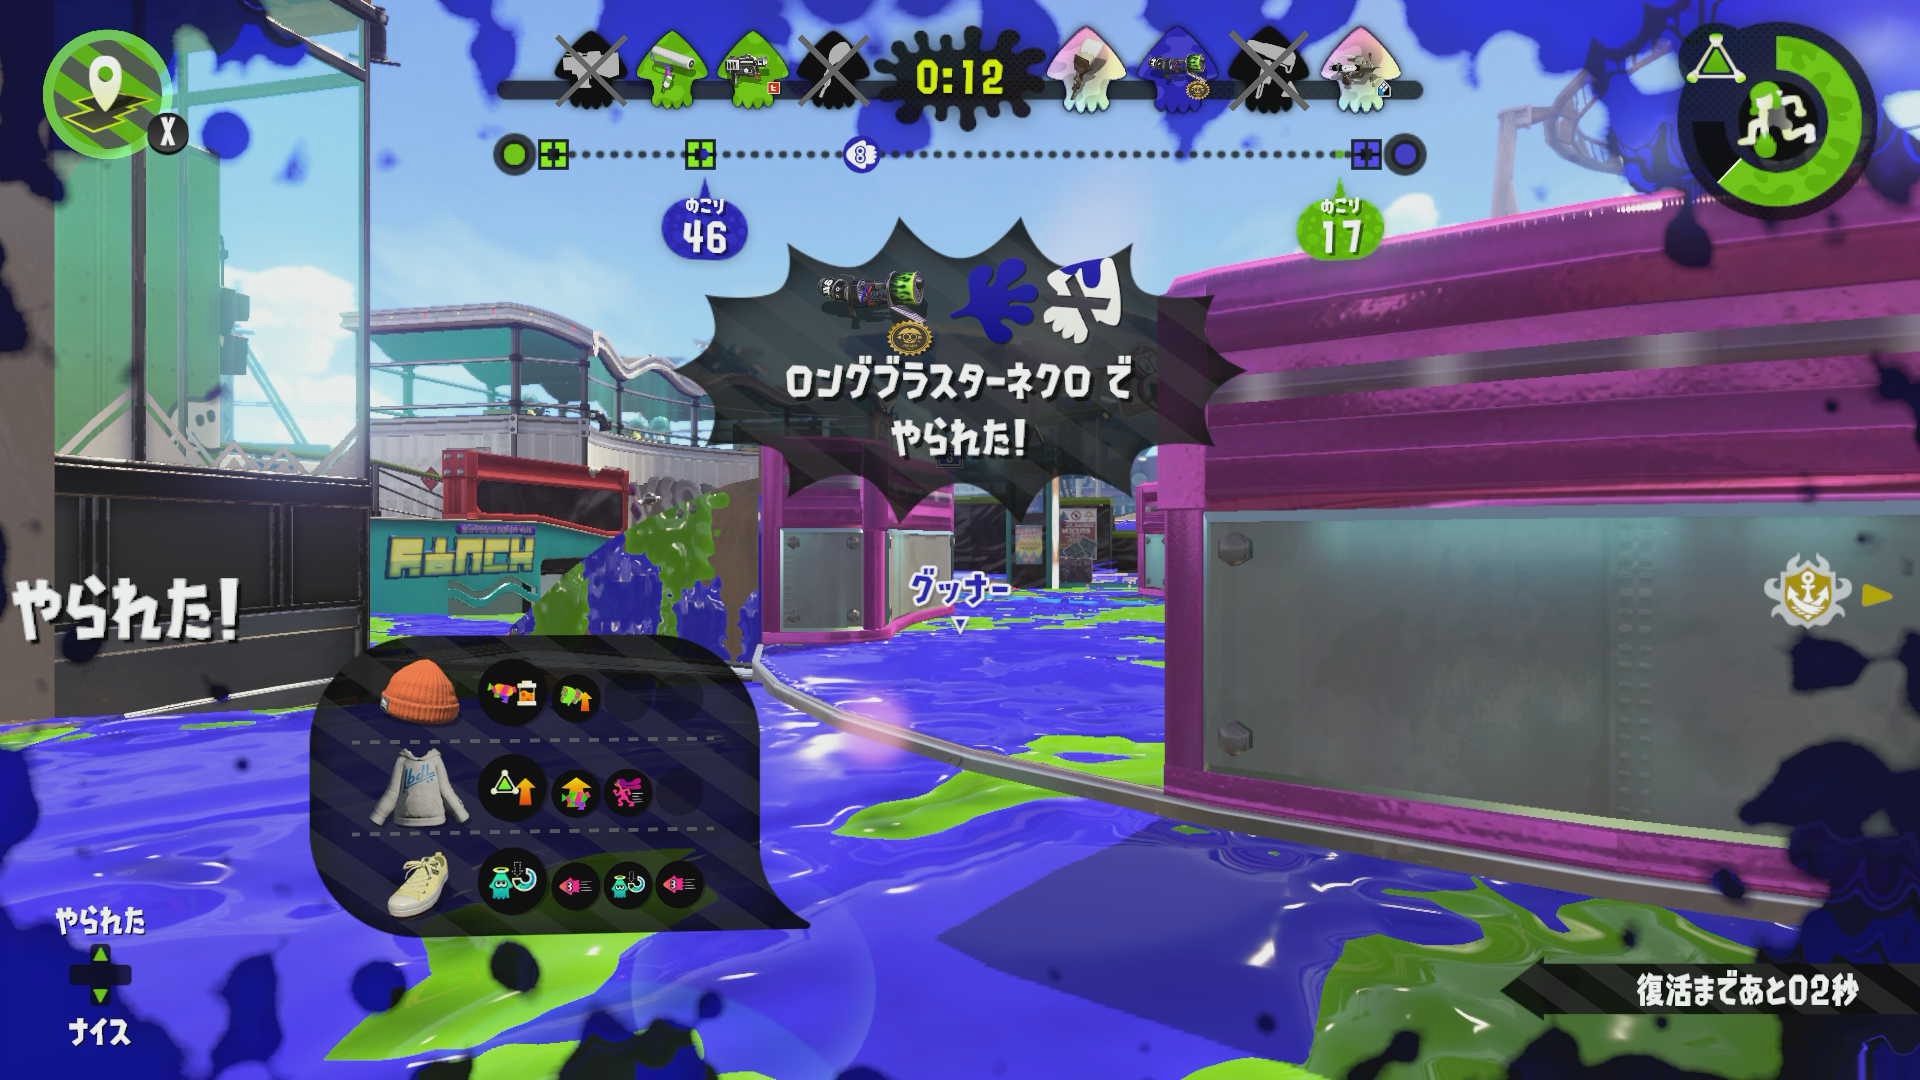 0:12
X
8
のこり
46
のこり
17
ロングブラスターネクロ で
やられた!
グッナー
やられた!
やられた
ナイス
復活まであと02秒